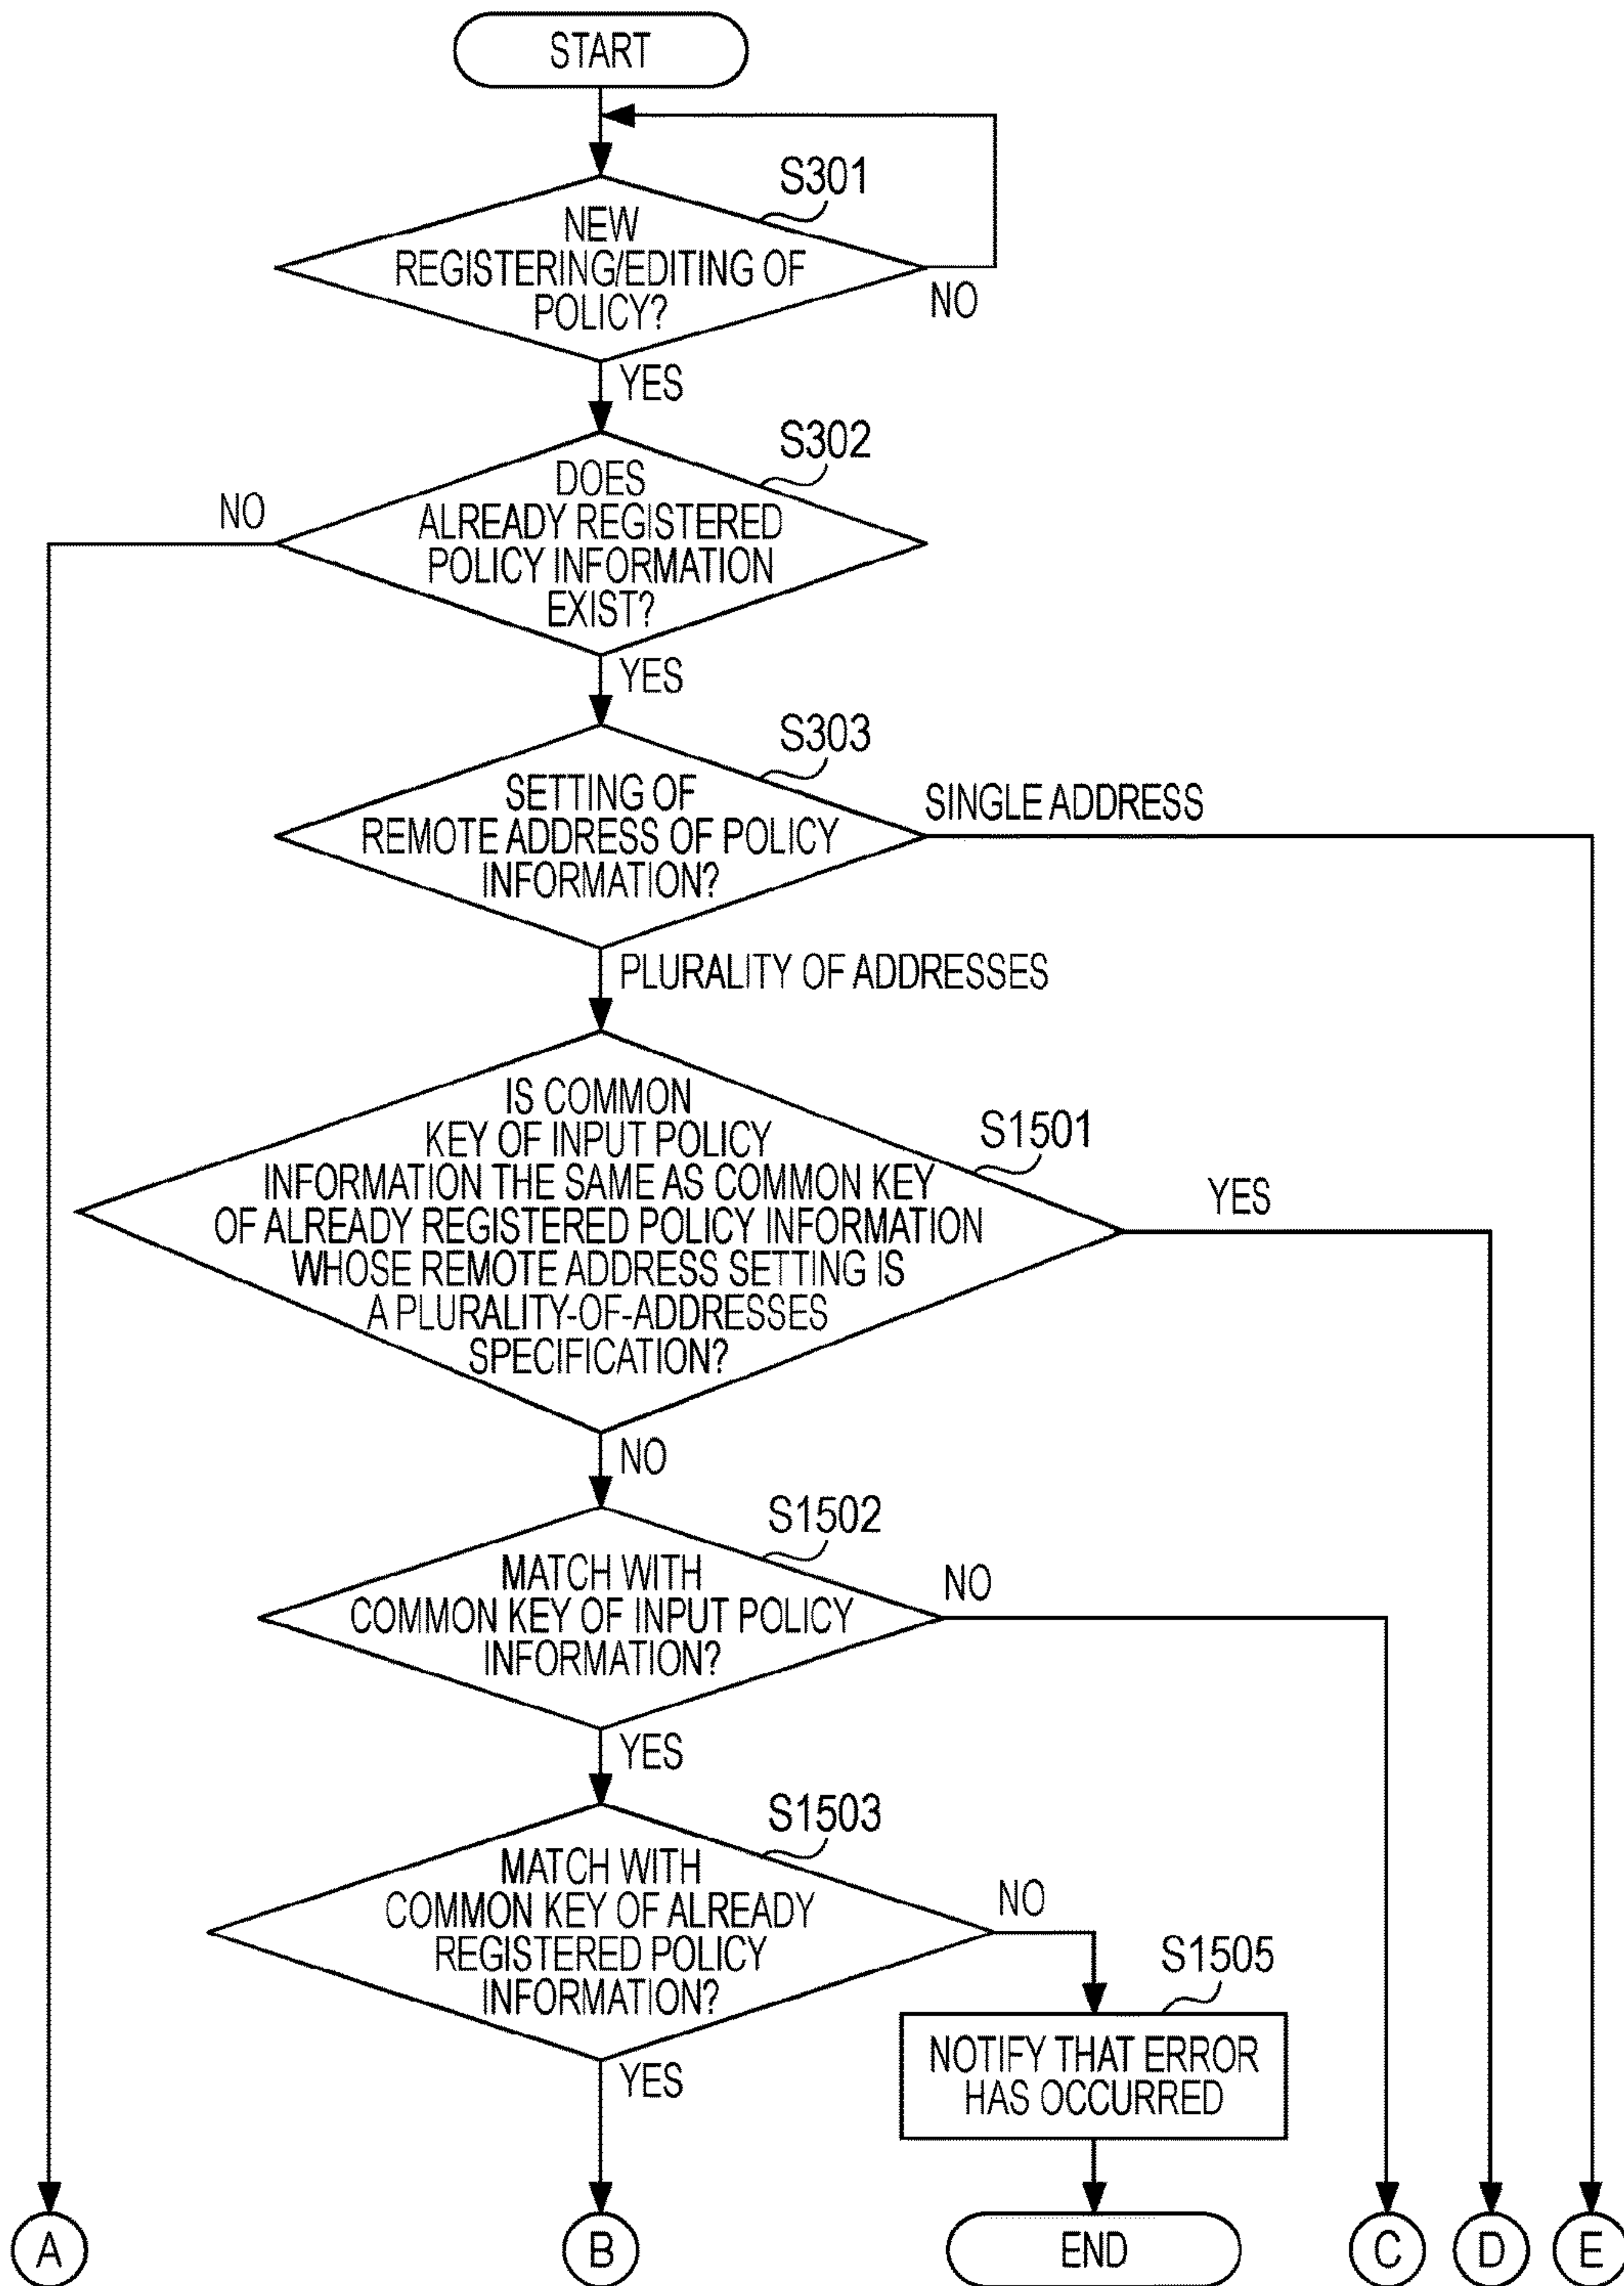 START
S301
NEW
REGISTERING/EDITING OF
POLICY?
NO
YES
S302
DOES
ALREADY REGISTERED
POLICY INFORMATION
EXIST?
NO
YES
S303
SETTING OF
REMOTE ADDRESS OF POLICY
INFORMATION?
SINGLE ADDRESS
PLURALITY OF ADDRESSES
S1501
IS COMMON
KEY OF INPUT POLICY
INFORMATION THE SAME AS COMMON KEY
OF ALREADY REGISTERED POLICY INFORMATION
WHOSE REMOTE ADDRESS SETTING IS
A PLURALITY-OF-ADDRESSES
SPECIFICATION?
YES
NO
S1502
MATCH WITH
COMMON KEY OF INPUT POLICY
INFORMATION?
NO
YES
S1503
MATCH WITH
COMMON KEY OF ALREADY
REGISTERED POLICY
INFORMATION?
NO
YES
S1505
NOTIFY THAT ERROR
HAS OCCURRED
A
B
END
C
D
E